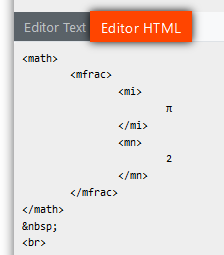 Editor Text Editor HTML
<math>
<mfrac>
<mi>
π
</mi>
<mn>
2
</mn>
</mfrac>
</math>
&nbsp;
<br>